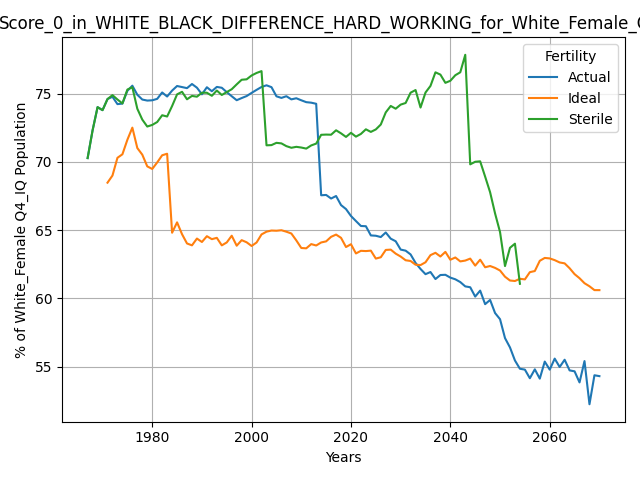 Score_0_in_WHITE_BLACK_DIFFERENCE_HARD_WORKING_for_White_Female_
% of White_Female Q4_IQ Population
75
70
65
60
55
Fertility
Actual
Ideal
Sterile
1980
2000
2020
2040
2060
Years